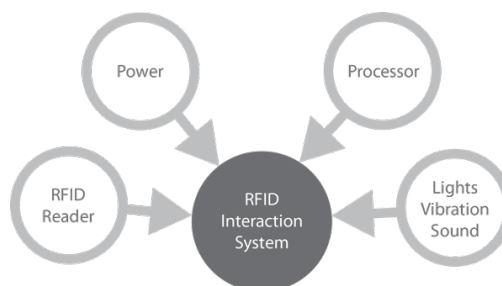 Power
Processor
RFID
Reader
RFID
Interaction
System
Lights
Vibration
Sound